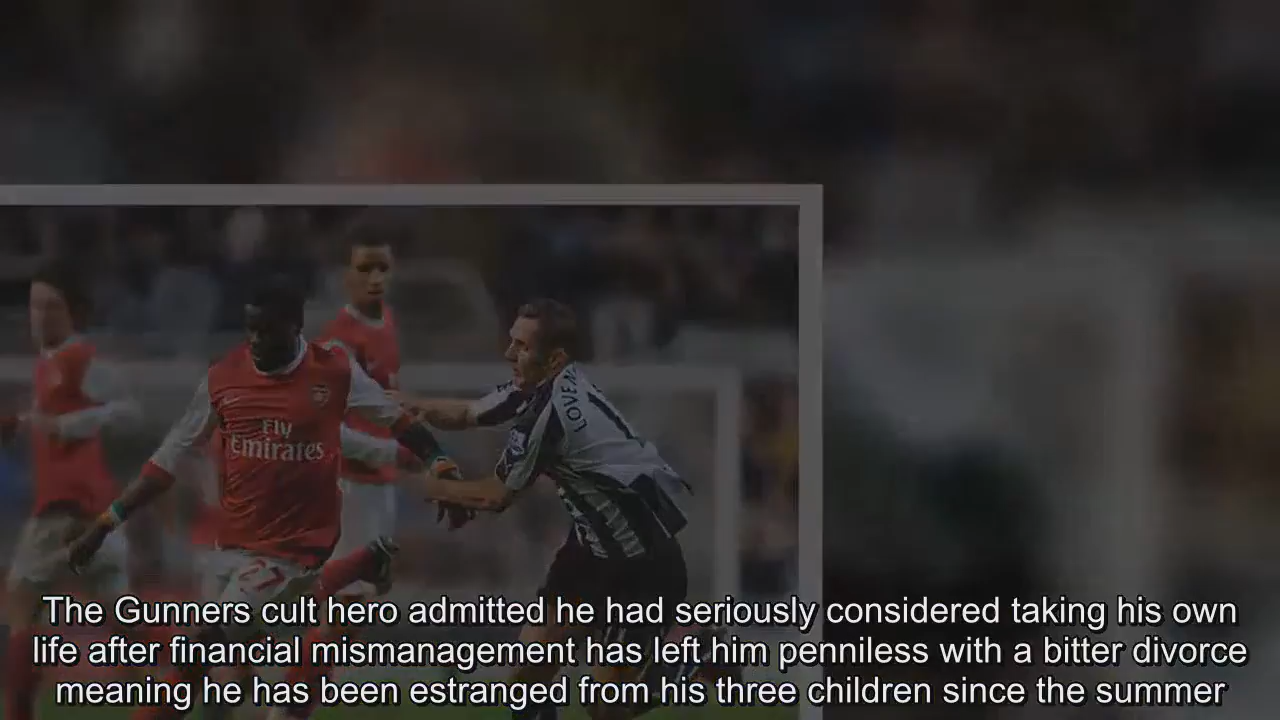 LOVEN
Fly
Emirates
27
The Gunners cult hero admitted he had seriously considered taking his own
life after financial mismanagement has left him penniless with a bitter divorce
meaning he has been estranged from his three children since the summer